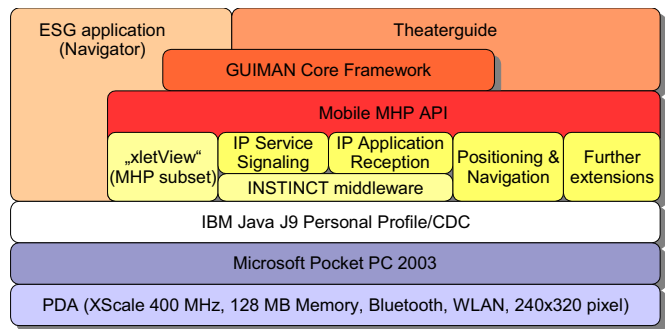 ESG application
(Navigator)
Theaterguide
GUIMAN Core Framework
Mobile MHP API
„xletView“
(MHP subset)
IP Service
Signaling
IP Application
Reception
INSTINCT middleware
Positioning &
Navigation
Further
extensions
IBM Java J9 Personal Profile/CDC
Microsoft Pocket PC 2003
PDA (XScale 400 MHz, 128 MB Memory, Bluetooth, WLAN, 240x320 pixel)